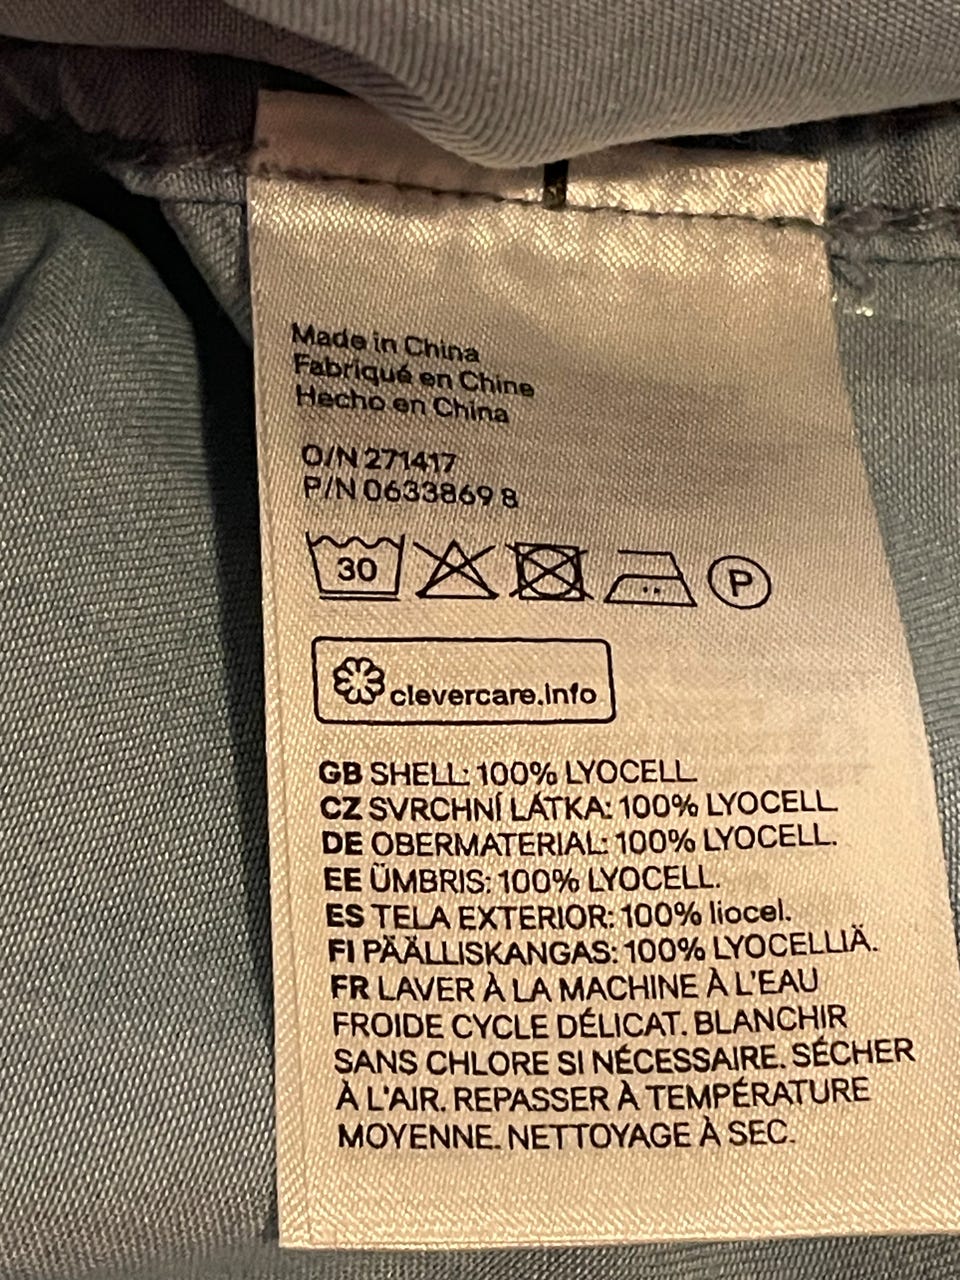 Made in China
Fabriqué en Chine
Hecho en China
O/N 271417
P/N 0633869 8
30
P
clevercare.info
GB SHELL: 100% LYOCELL
CZ SVRCHNÍ LÁTKA: 100% LYOCELL
DE OBERMATERIAL: 100% LYOCELL.
EE ÜMBRIS: 100% LYOCELL.
ES TELA EXTERIOR: 100% liocel.
FI PÄÄLLISKANGAS: 100% LYOCELLIÄ.
FR LAVER À LA MACHINE À L'EAU
FROIDE CYCLE DÉLICAT. BLANCHIR
SANS CHLORE SI NÉCESSAIRE. SÉCHER
À L'AIR. REPASSER À TEMPÉRATURE
MOYENNE. NETTOYAGE À SEC.